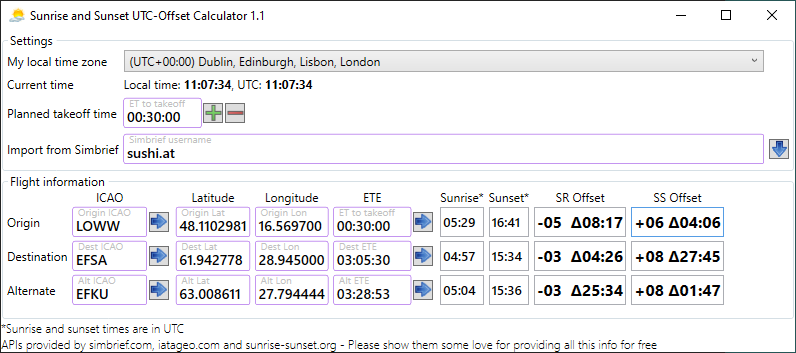 Sunrise and Sunset UTC-Offset Calculator 1.1
Settings
My local time zone (UTC+00:00) Dublin, Edinburgh, Lisbon, London
Current time Local time: 11:07:34, UTC: 11:07:34
ET to takeoff
Planned takeoff time 00:30:00
Simbrief username
Import from Simbrief sushi.at
Flight information
ICAO Latitude Longitude ETE Sunrise* Sunset* SR Offset SS Offset
Origin ICAO Origin Lat Origin Lon ET to takeoff
Origin LOWW 48.1102981 16.569700 00:30:00 05:29 16:41 -05 Δ08:17 +06 Δ04:06
Dest ICAO Dest Lat Dest Lon Dest ETE
Destination EFSA 61.942778 28.945000 03:05:30 04:57 15:34 -03 Δ04:26 +08 Δ27:45
Alt ICAO Alt Lat Alt Lon Alt ETE
Alternate EFKU 63.008611 27.794444 03:28:53 05:04 15:36 -03 Δ25:34 +08 Δ01:47
*Sunrise and sunset times are in UTC
APIs provided by simbrief.com, iatageo.com and sunrise-sunset.org - Please show them some love for providing all this info for free